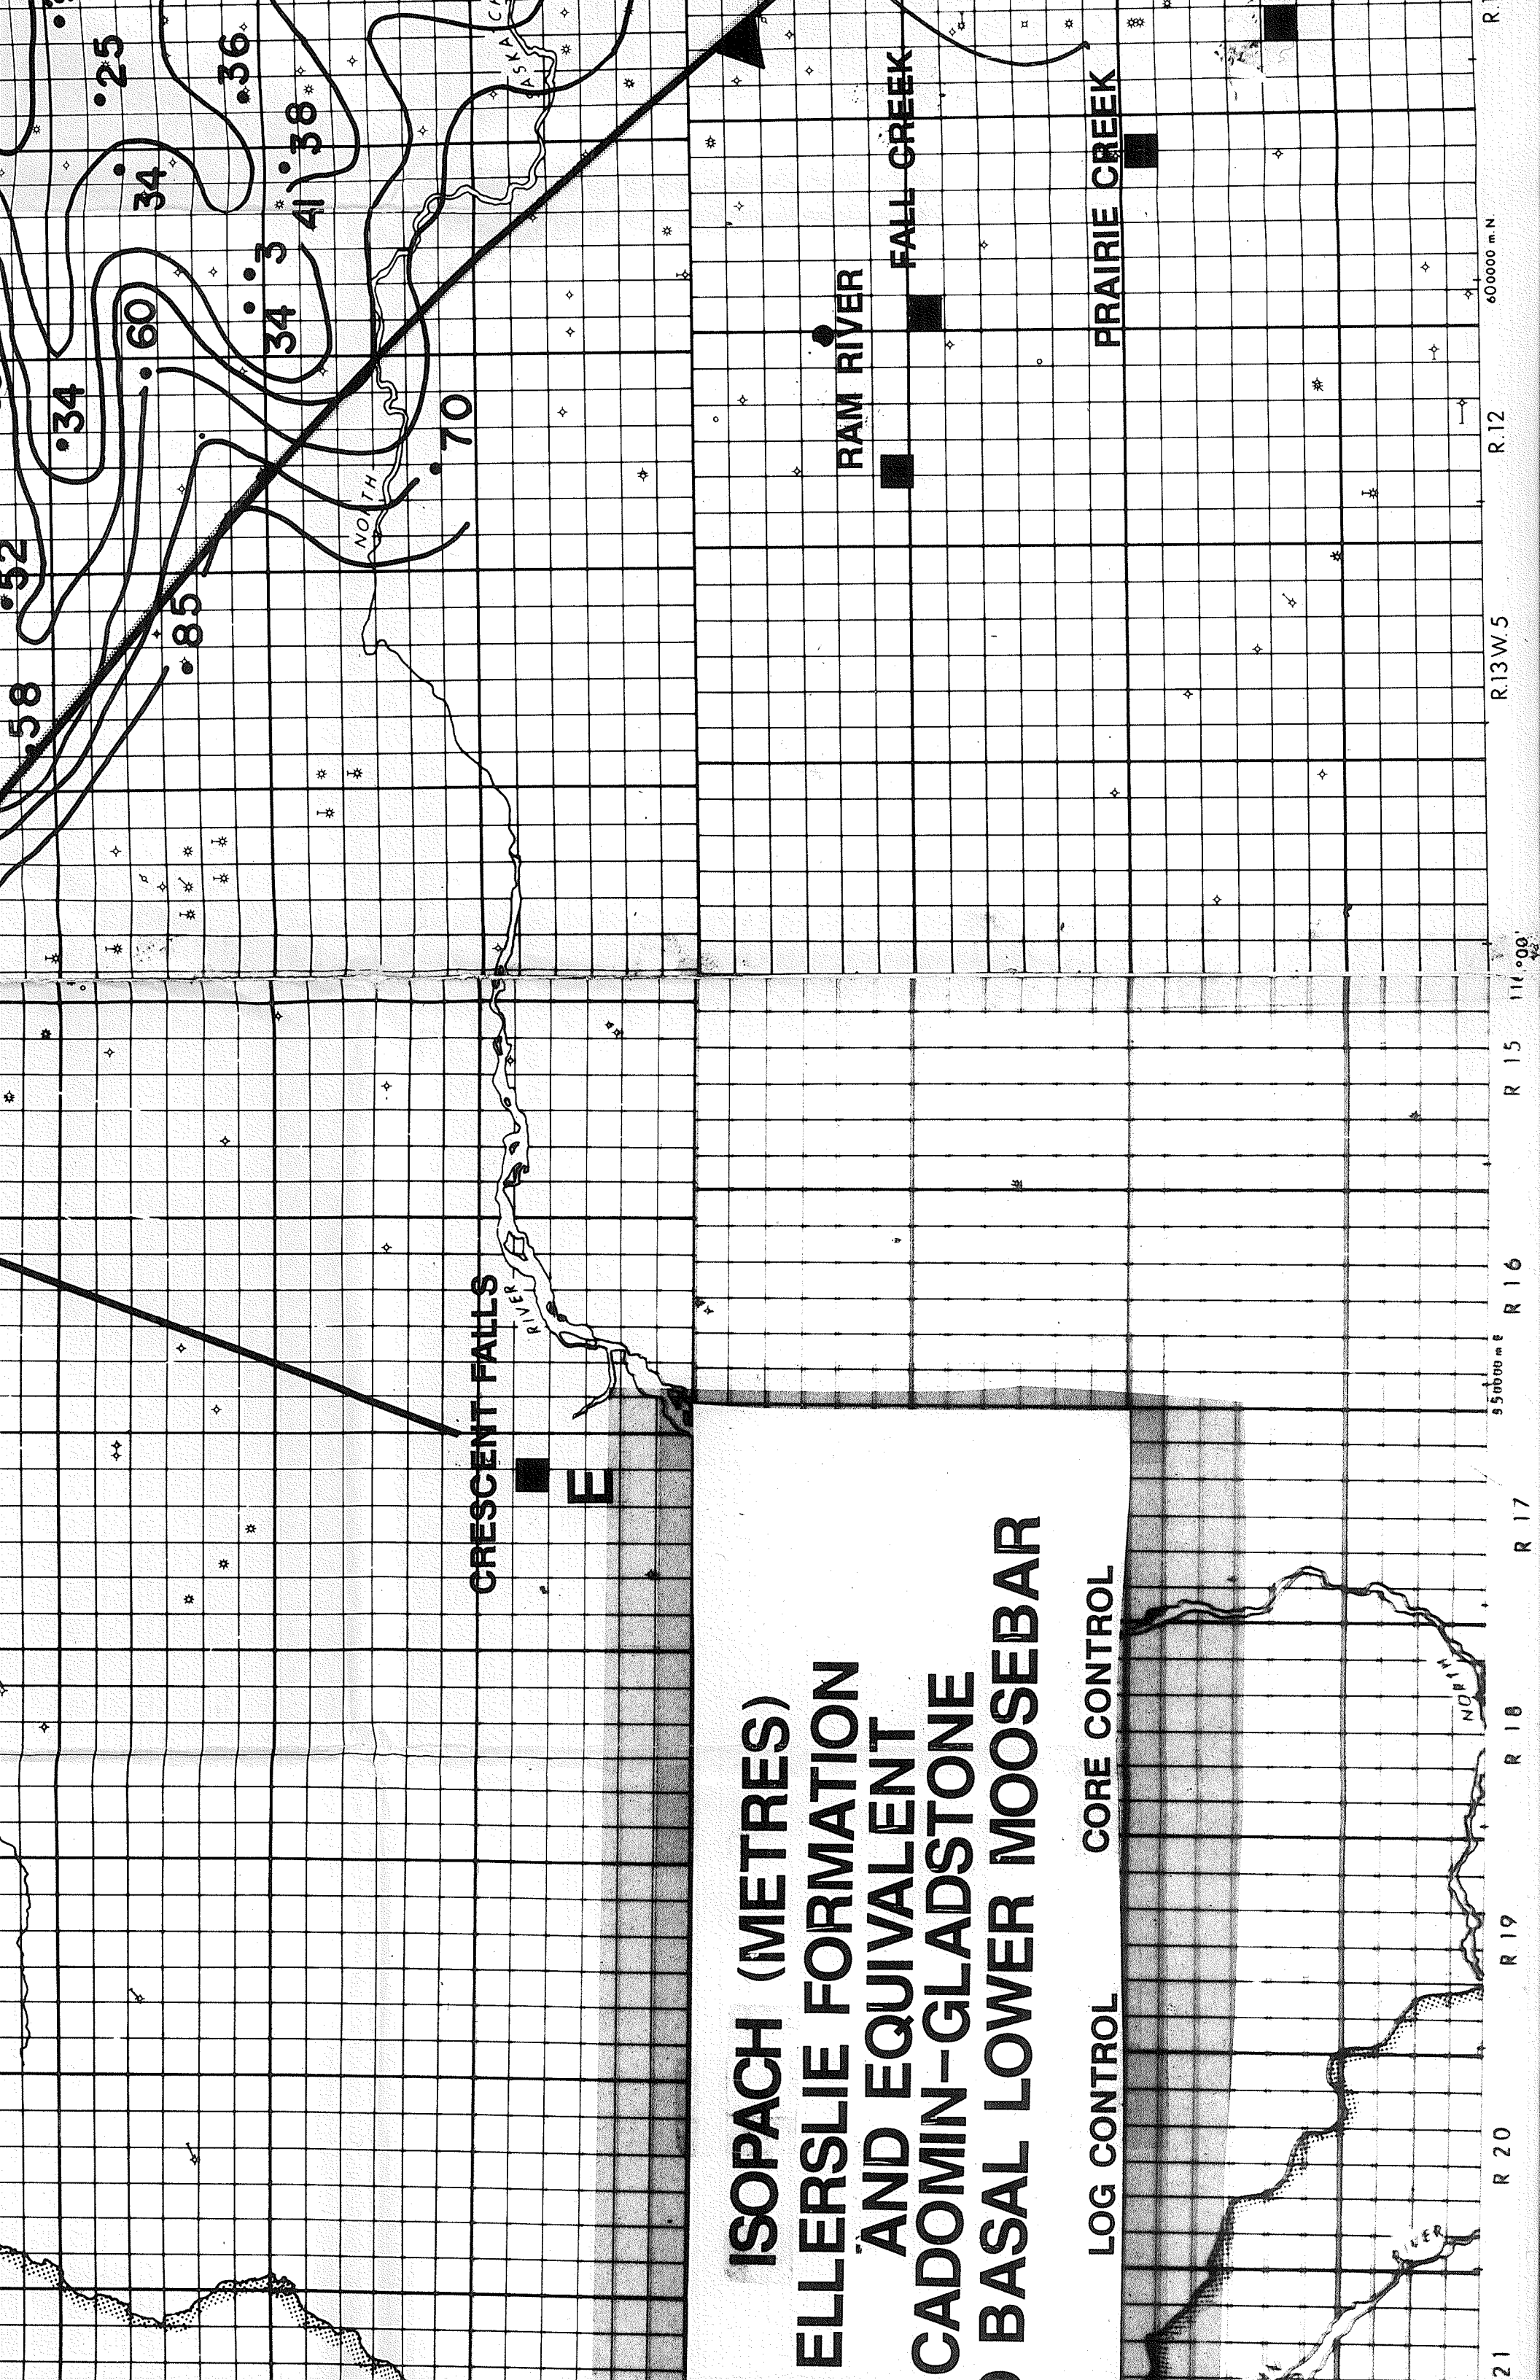 ISOPACH (METRES)
ELLERSLIE FORMATION
AND EQUIVALENT
CADOMIN-GLADSTONE
BASAL LOWER MOOSEBAR
LOG CONTROL
CORE CONTROL
CRESCENT FALLS
E
RAM RIVER
FALL CREEK
PRAIRIE CREEK
NORTH
RIVER
NORTH
58
52
85
34
60
70
34
3
34
41
38
25
36
21
R 20
R 19
R 18
R 17
R 16
R 15
R.13 W.5
R.12
600000 m.N